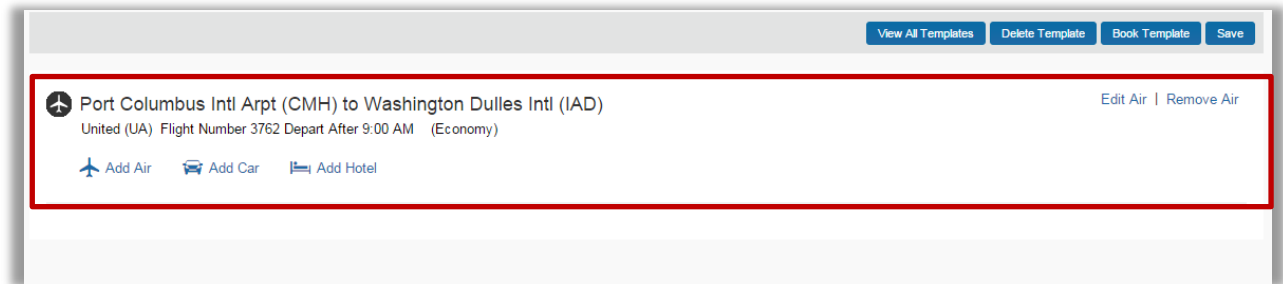 View All Templates Delete Template Book Template Save
Port Columbus Intl Arpt (CMH) to Washington Dulles Intl (IAD) Edit Air | Remove Air
United (UA) Flight Number 3762 Depart After 9:00 AM (Economy)
Add Air Add Car Add Hotel